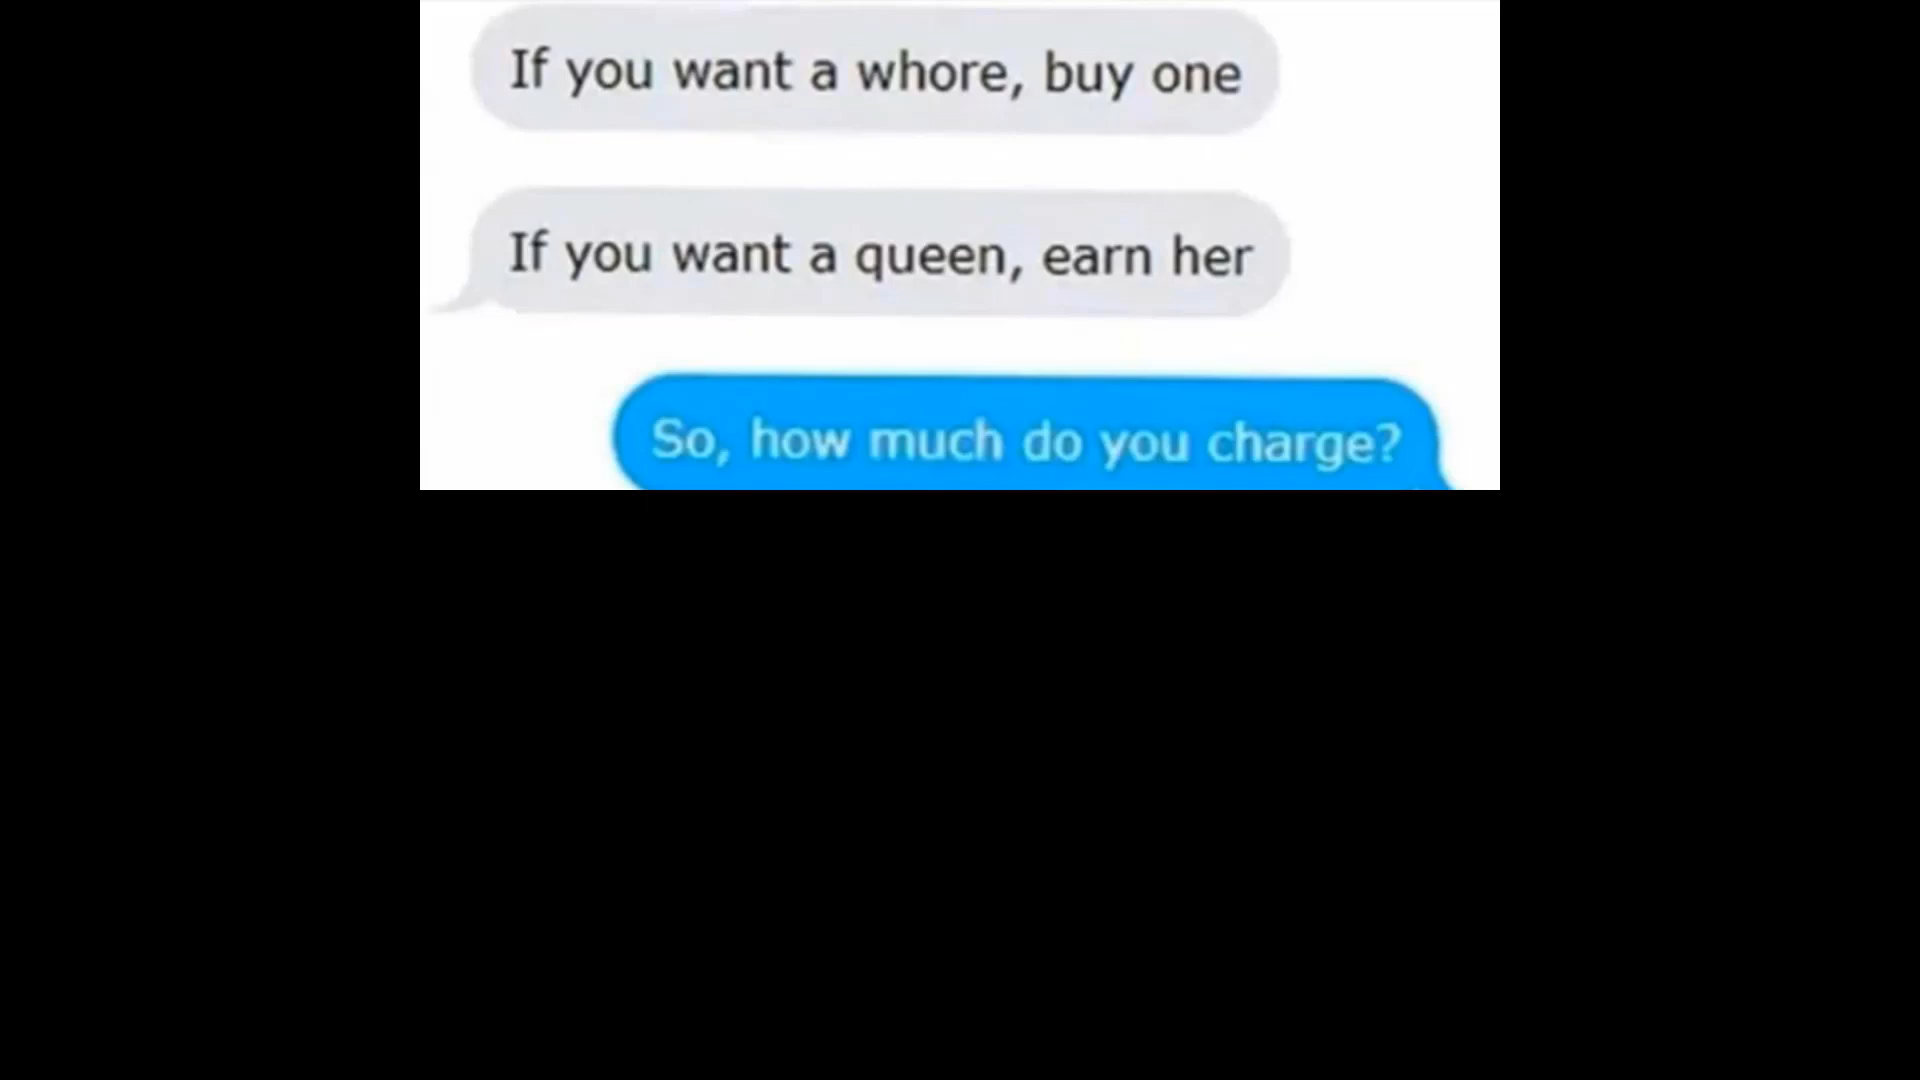 If you want a whore, buy one
If you want a queen, earn her
So, how much do you charge?